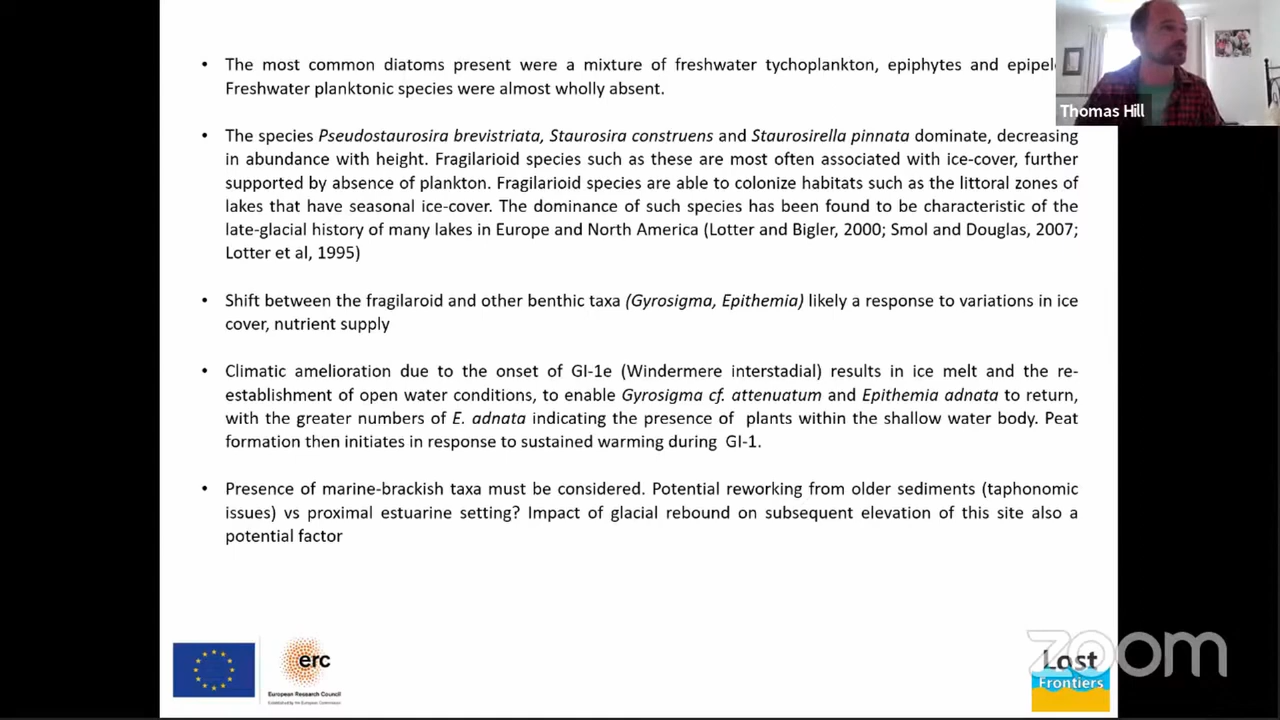 • The most common diatoms present were a mixture of freshwater tychoplankton, epiphytes and
Freshwater planktonic species were almost wholly absent.
• The species Pseudostaurosira brevistriata, Staurosira construens and Staurosirella pinnata dominate, decreasing
in abundance with height. Fragilarioid species such as these are most often associated with ice-cover, further
supported by absence of plankton. Fragilarioid species are able to colonize habitats such as the littoral zones of
lakes that have seasonal ice-cover. The dominance of such species has been found to be characteristic of the
late-glacial history of many lakes in Europe and North America (Lotter and Bigler, 2000; Smol and Douglas, 2007;
Lotter et al, 1995)
• Shift between the fragilaroid and other benthic taxa (Gyrosigma, Epithemia) likely a response to variations in ice
cover, nutrient supply
• Climatic amelioration due to the onset of GI-1e (Windermere interstadial) results in ice melt and the re-
establishment of open water conditions, to enable Gyrosigma cf. attenuatum and Epithemia adnata to return,
with the greater numbers of E. adnata indicating the presence of plants within the shallow water body. Peat
formation then initiates in response to sustained warming during GI-1.
• Presence of marine-brackish taxa must be considered. Potential reworking from older sediments (taphonomic
issues) vs proximal estuarine setting? Impact of glacial rebound on subsequent elevation of this site also a
potential factor
Thomas Hill
erc
European Research Council
Established by the European Commission
Lost
Frontiers
zoom